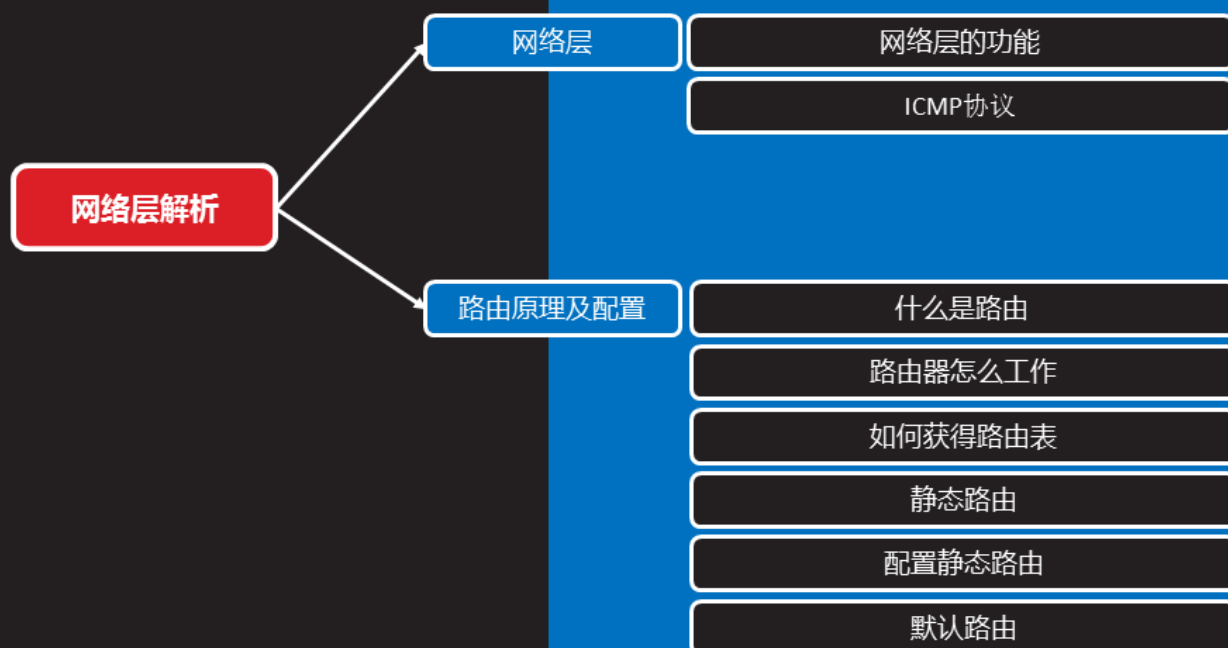 网络层解析
网络层
网络层的功能
ICMP协议
路由原理及配置
什么是路由
路由器怎么工作
如何获得路由表
静态路由
配置静态路由
默认路由